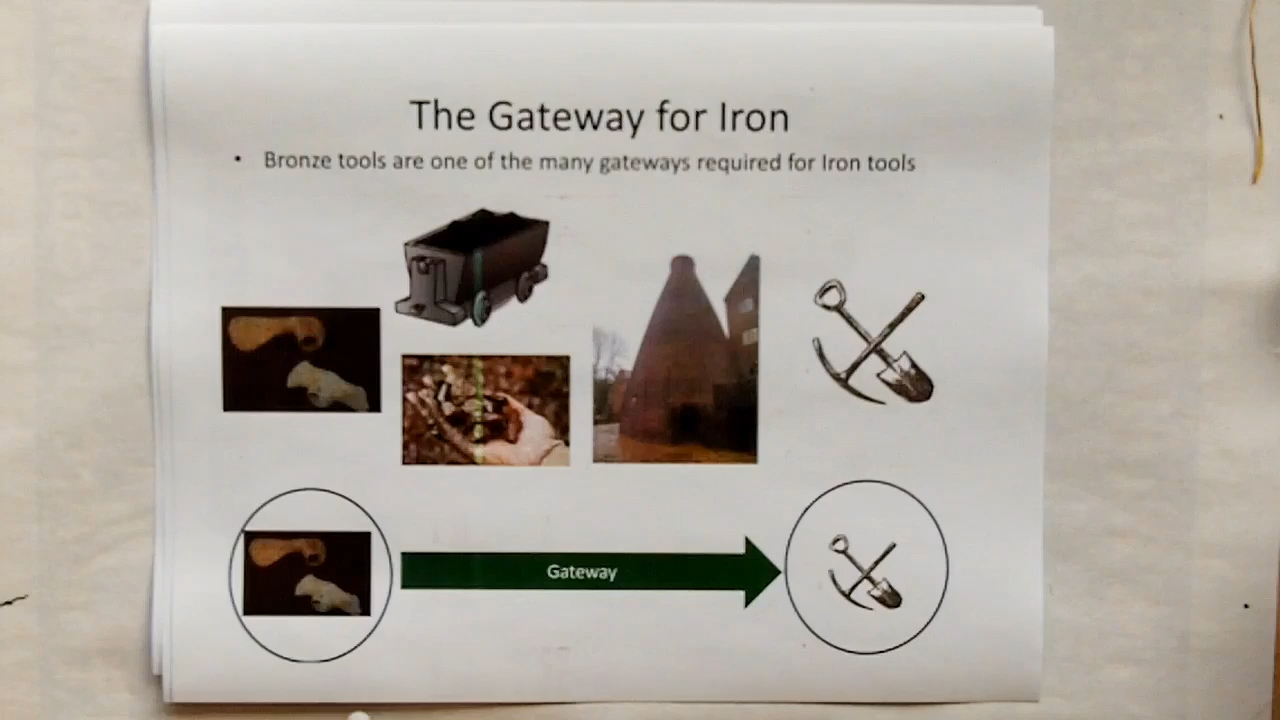 The Gateway for Iron
• Bronze tools are one of the many gateways required for Iron tools
Gateway